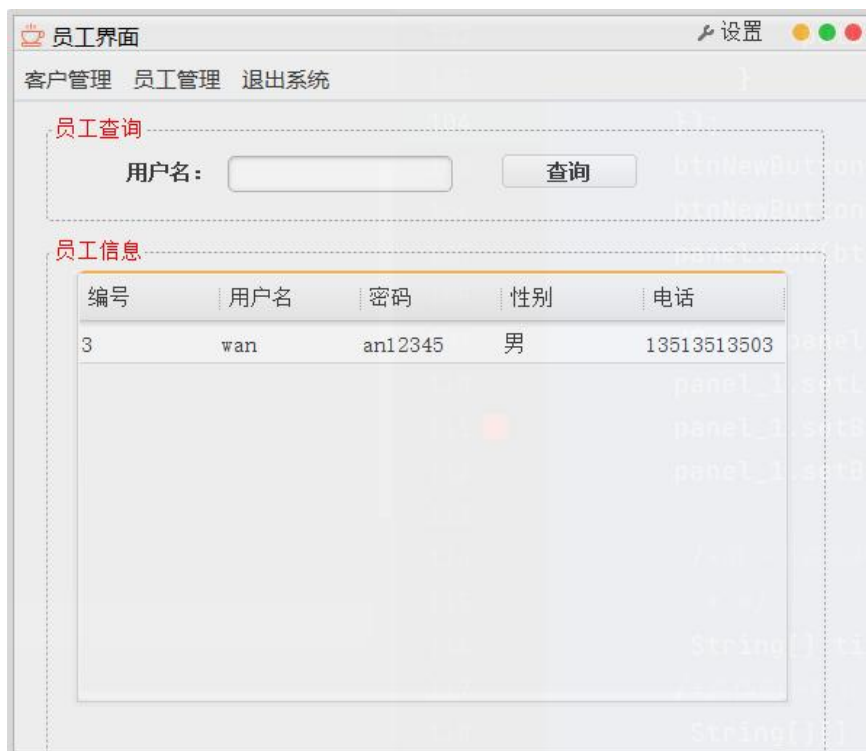 员工界面 设置
客户管理 员工管理 退出系统
员工查询
用户名： 查询
员工信息
编号 用户名 密码 性别 电话
3 wan an12345 男 13513513503